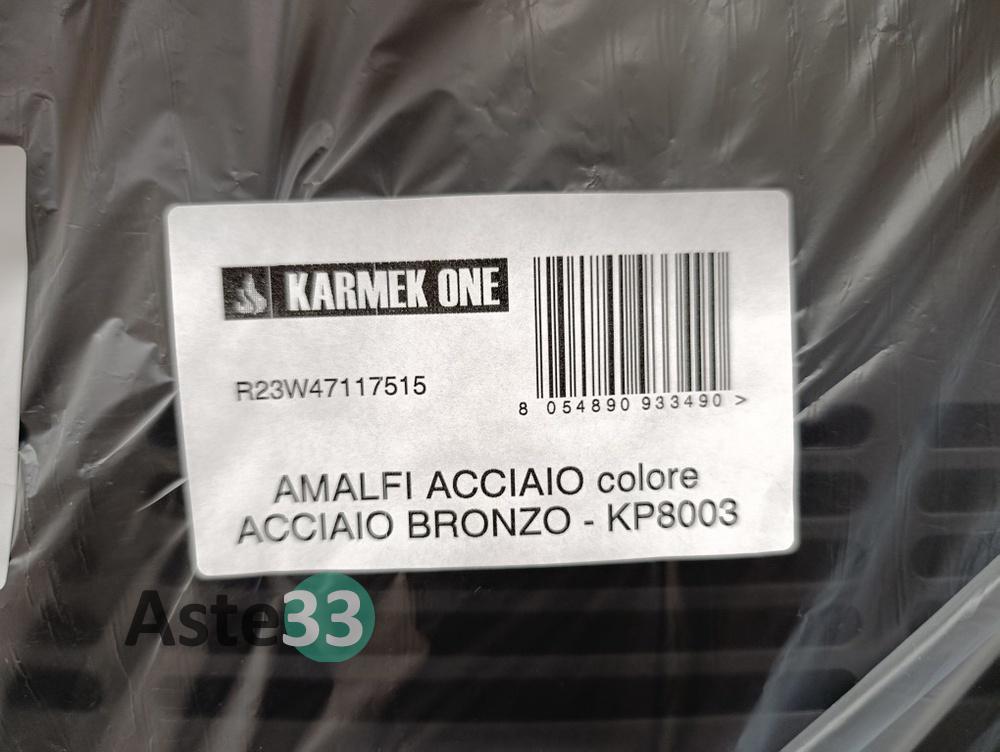 KARMEK ONE
R23W47117515
8 054890 933490 >
AMALFI ACCIAIO colore
ACCIAIO BRONZO - KP8003
Aste33